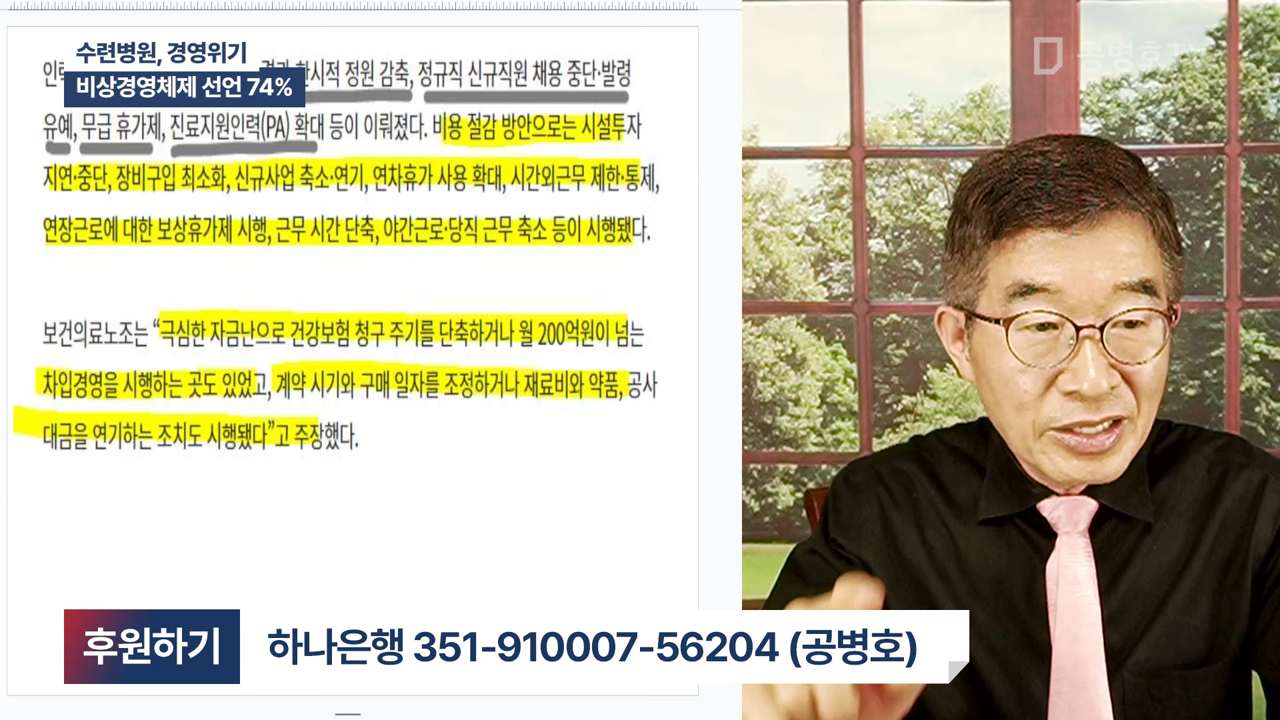 수련병원, 경영위기
비상경영체제 선언 74%
한시적 정원 감축, 정규직 신규직원 채용 중단·발령
유예, 무급 휴가제, 진료지원인력(PA) 확대 등이 이뤄졌다. 비용 절감 방안으로는 시설투자
지연·중단, 장비구입 최소화, 신규사업 축소·연기, 연차휴가 사용 확대, 시간외근무 제한·통제,
연장근로에 대한 보상휴가제 시행, 근무 시간 단축, 야간근로·당직 근무 축소 등이 시행됐다.
보건의료노조는 “극심한 자금난으로 건강보험 청구 주기를 단축하거나 월 200억원이 넘는
차입경영을 시행하는 곳도 있었고, 계약 시기와 구매 일자를 조정하거나 재료비와 약품, 공사
대금을 연기하는 조치도 시행됐다”고 주장했다.
공병호
후원하기
하나은행 351-910007-56204 (공병호)